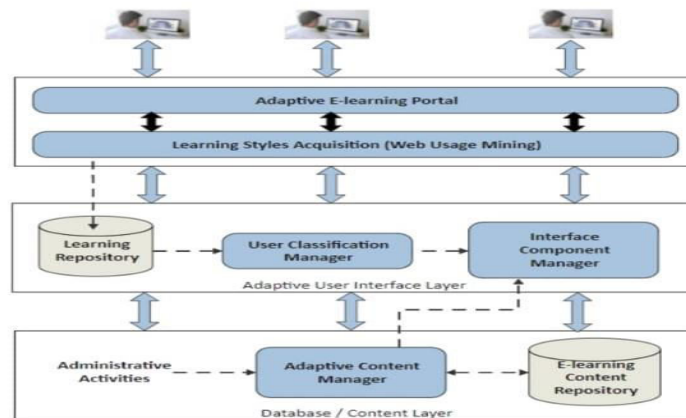 Adaptive E-learning Portal
Learning Styles Acquisition (Web Usage Mining)
Learning
Repository
User Classification
Manager
Interface
Component
Manager
Adaptive User Interface Layer
Administrative
Activities
Adaptive Content
Manager
E-learning
Content
Repository
Database / Content Layer